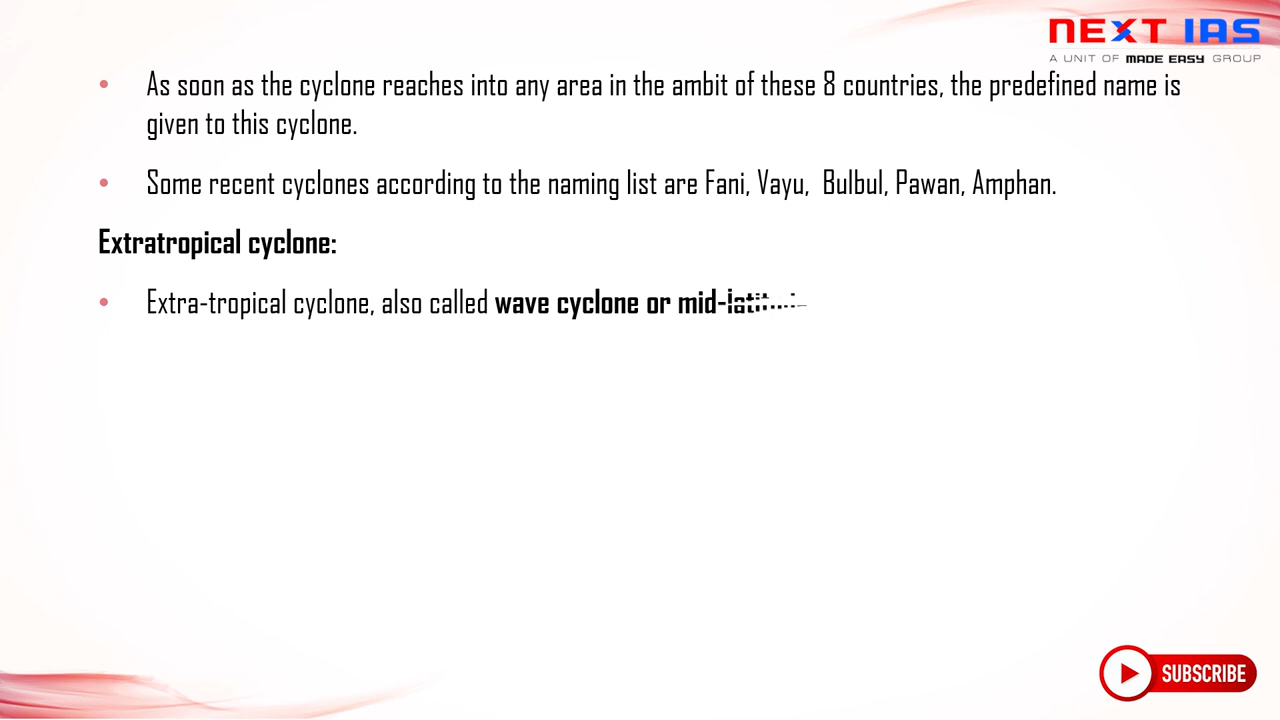 NEXT IAS
A UNIT OF MADE EASY GROUP
• As soon as the cyclone reaches into any area in the ambit of these 8 countries, the predefined name is
given to this cyclone.
• Some recent cyclones according to the naming list are Fani, Vayu, Bulbul, Pawan, Amphan.
Extratropical cyclone:
• Extra-tropical cyclone, also called wave cyclone or mid-
SUBSCRIBE